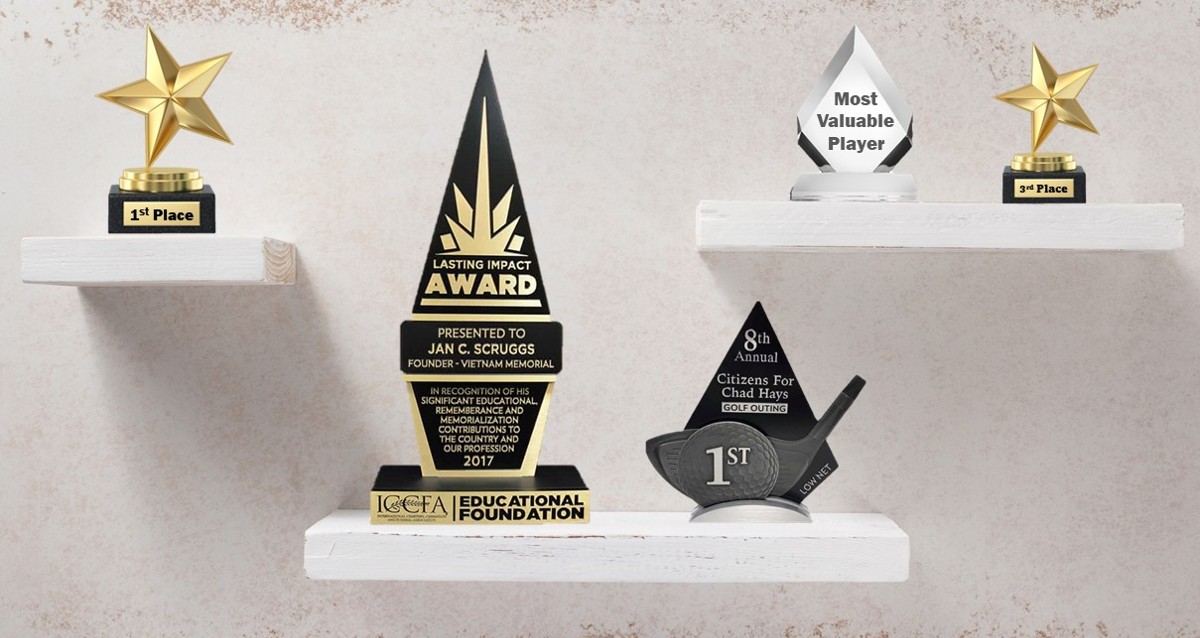 1st Place
LASTING IMPACT
AWARD
PRESENTED TO
JAN C. SCRUGGS
FOUNDER - VIETNAM MEMORIAL
IN RECOGNITION OF HIS
SIGNIFICANT EDUCATIONAL,
REMEMBERANCE AND
MEMORIALIZATION
CONTRIBUTIONS TO
THE COUNTRY AND
OUR PROFESSION
2017
ICCFA
EDUCATIONAL
FOUNDATION
Most
Valuable
Player
3rd Place
8th
Annual
Citizens For
Chad Hays
GOLF OUTING
1ST
LOW NET